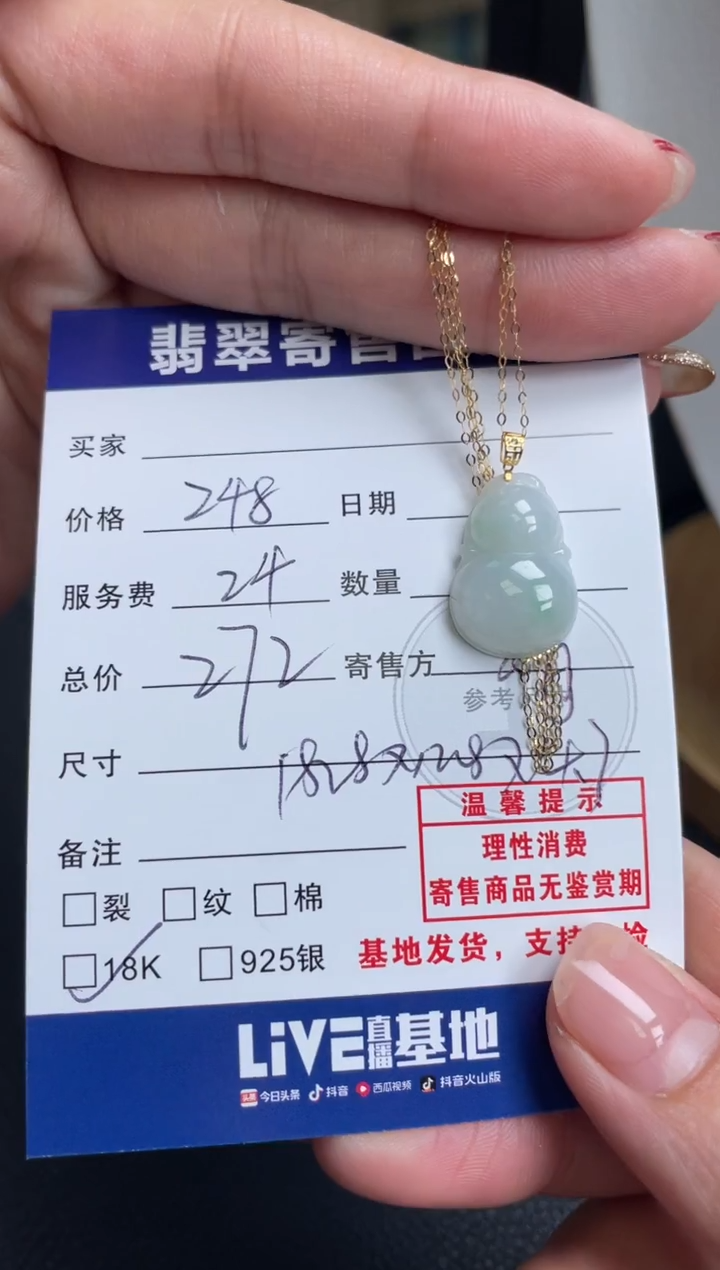 翡翠寄售
买家
价格 248 日期
服务费 24 数量
总价 272 寄售方
参考
尺寸
温馨提示
理性消费
寄售商品无鉴赏期
备注
□裂 □纹 □棉
□18K □925银
基地发货，支持 检
LiVE直播基地
头条 今日头条 抖音 西瓜视频 抖音火山版